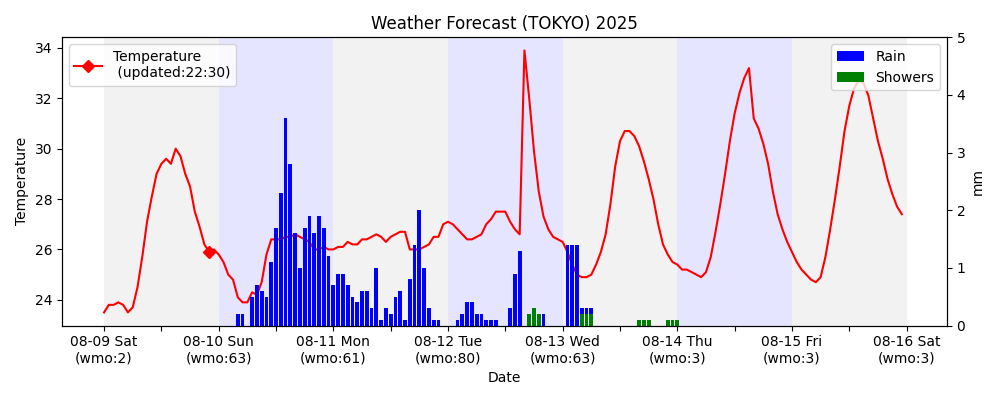 Weather Forecast (TOKYO) 2025
Temperature
(updated:22:30)
Rain
Showers
34
32
30
28
26
24
Temperature
5
4
3
2
1
0
mm
08-09 Sat
(wmo:2)
08-10 Sun
(wmo:63)
08-11 Mon
(wmo:61)
08-12 Tue
(wmo:80)
08-13 Wed
(wmo:63)
08-14 Thu
(wmo:3)
08-15 Fri
(wmo:3)
08-16 Sat
(wmo:3)
Date